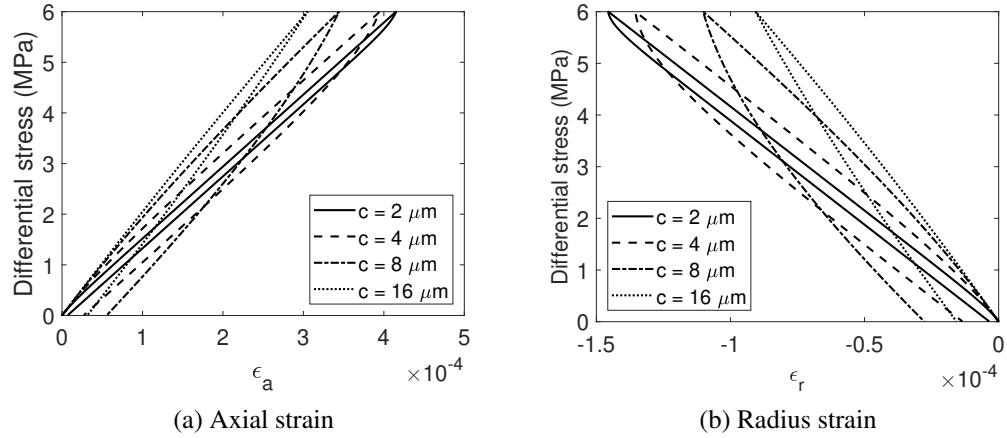 6
5
4
3
2
1
0
Differential stress (MPa)
0 1 2 3 4 5
×10⁻⁴
ϵₐ
c = 2 μm
c = 4 μm
c = 8 μm
c = 16 μm
(a) Axial strain
6
5
4
3
2
1
0
Differential stress (MPa)
-1.5 -1 -0.5 0
×10⁻⁴
ϵᵣ
c = 2 μm
c = 4 μm
c = 8 μm
c = 16 μm
(b) Radius strain